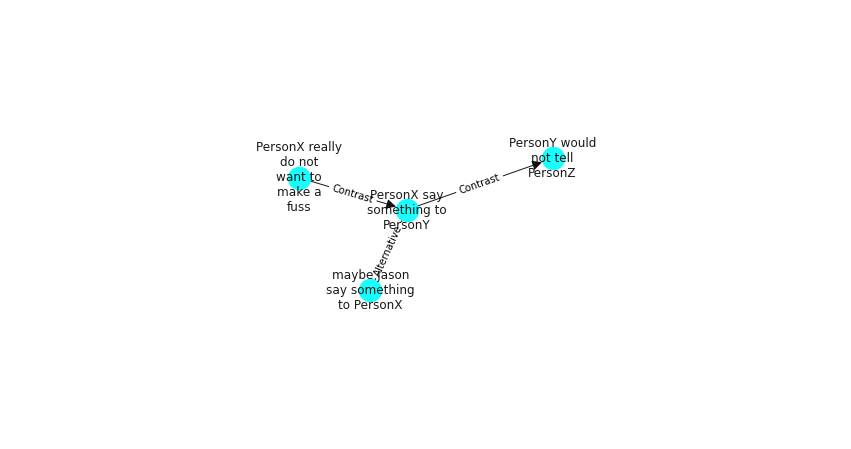 PersonX really
do not
want to
make a
fuss
Contrast
PersonX say
something to
PersonY
Contrast
PersonY would
not tell
PersonZ
Alternative
maybe jason
say something
to PersonX